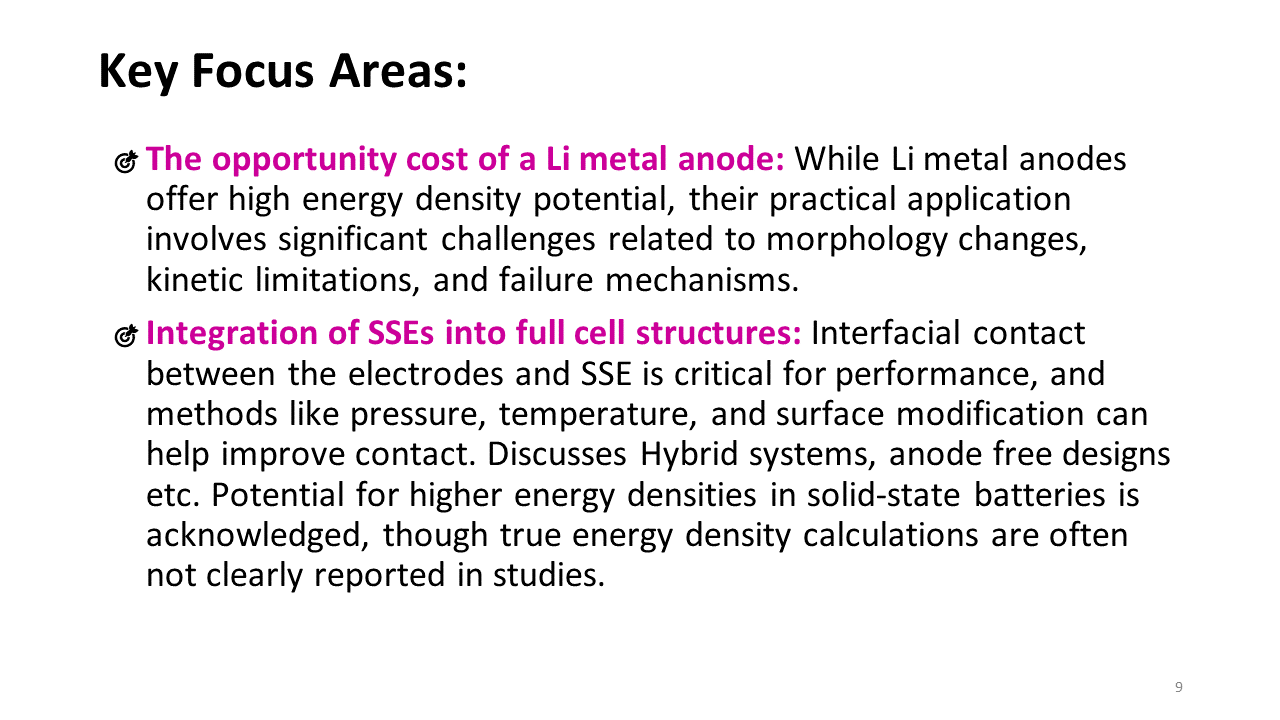 Key Focus Areas:
The opportunity cost of a Li metal anode: While Li metal anodes
offer high energy density potential, their practical application
involves significant challenges related to morphology changes,
kinetic limitations, and failure mechanisms.
Integration of SSEs into full cell structures: Interfacial contact
between the electrodes and SSE is critical for performance, and
methods like pressure, temperature, and surface modification can
help improve contact. Discusses Hybrid systems, anode free designs
etc. Potential for higher energy densities in solid-state batteries is
acknowledged, though true energy density calculations are often
not clearly reported in studies.
9